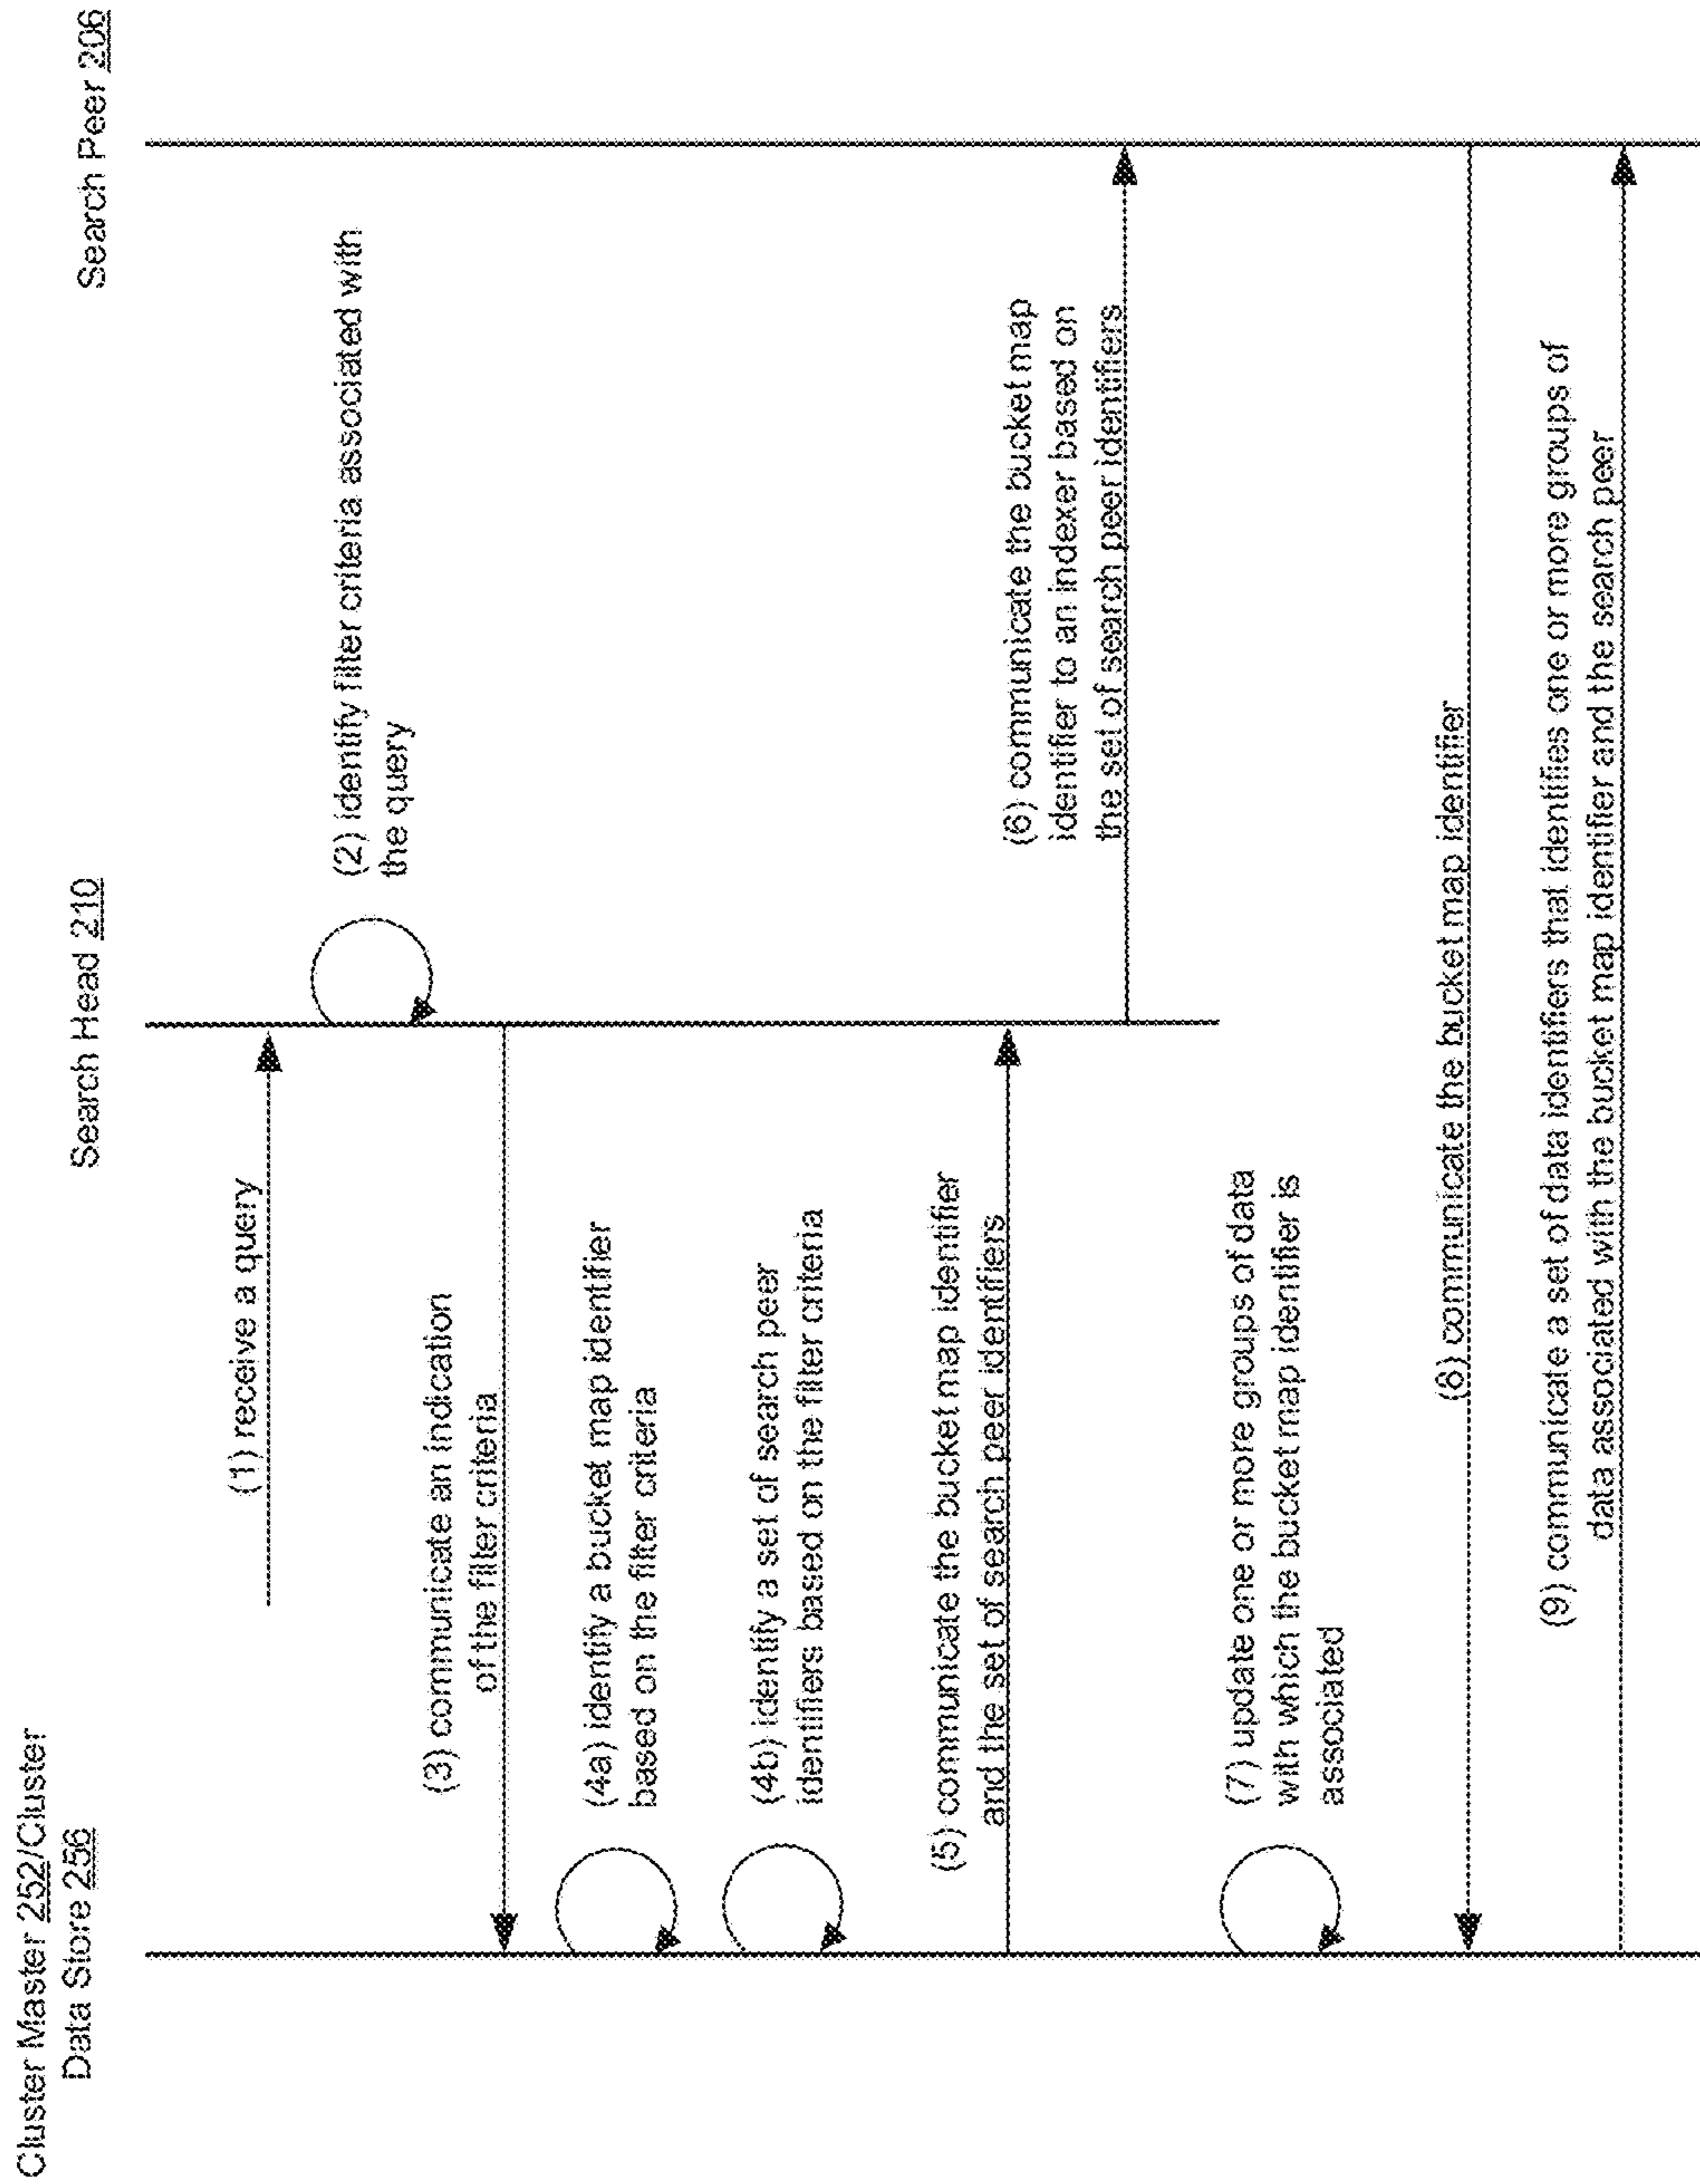 Cluster Master 252/Cluster
Data Store 256
Search Head 210
Search Peer 206
(1) receive a query
(2) identify filter criteria associated with
the query
(3) communicate an indication
of the filter criteria
(4a) identify a bucket map identifier
based on the filter criteria
(4b) identify a set of search peer
identifiers based on the filter criteria
(5) communicate the bucket map identifier
and the set of search peer identifiers
(6) communicate the bucket map
identifier to an indexer based on
the set of search peer identifiers
(7) update one or more groups of data
with which the bucket map identifier is
associated
(8) communicate the bucket map identifier
(9) communicate a set of data identifiers that identifies one or more groups of
data associated with the bucket map identifier and the search peer